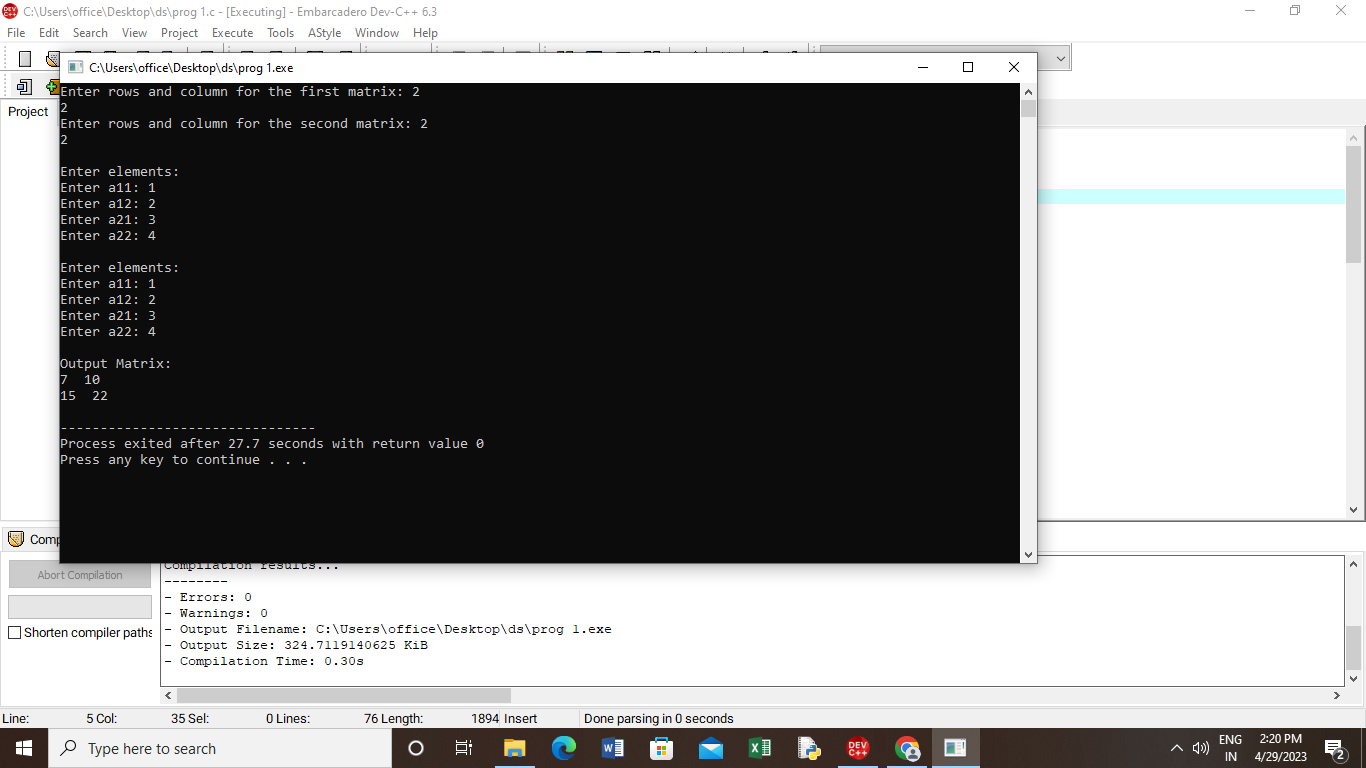 C:\Users\office\Desktop\ds\prog 1.c - [Executing] - Embarcadero Dev-C++ 6.3
File Edit Search View Project Execute Tools AStyle Window Help
C:\Users\office\Desktop\ds\prog 1.exe
Project
Enter rows and column for the first matrix: 2
2
Enter rows and column for the second matrix: 2
2
Enter elements:
Enter a11: 1
Enter a12: 2
Enter a21: 3
Enter a22: 4
Enter elements:
Enter a11: 1
Enter a12: 2
Enter a21: 3
Enter a22: 4
Output Matrix:
7  10
15  22
--------------------------------
Process exited after 27.7 seconds with return value 0
Press any key to continue . . .
Abort Compilation
Shorten compiler paths
Compilation results...
--------
- Errors: 0
- Warnings: 0
- Output Filename: C:\Users\office\Desktop\ds\prog 1.exe
- Output Size: 324.7119140625 KiB
- Compilation Time: 0.30s
Line: 5 Col: 35 Sel: 0 Lines: 76 Length: 1894 Insert Done parsing in 0 seconds
Type here to search
DEV C++
ENG
IN
2:20 PM
4/29/2023
2